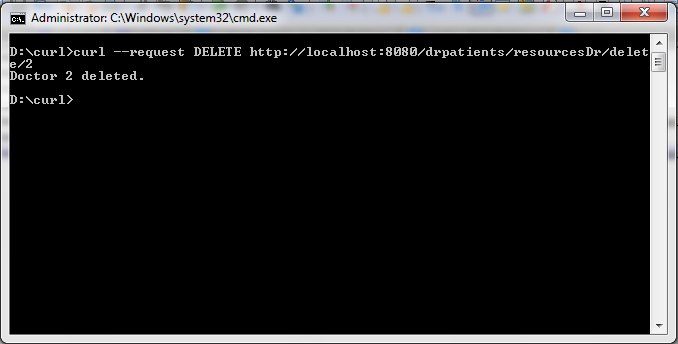 Administrator: C:\Windows\system32\cmd.exe
D:\curl>curl --request DELETE http://localhost:8080/drpatients/resourcesDr/delet
e/2
Doctor 2 deleted.
D:\curl>